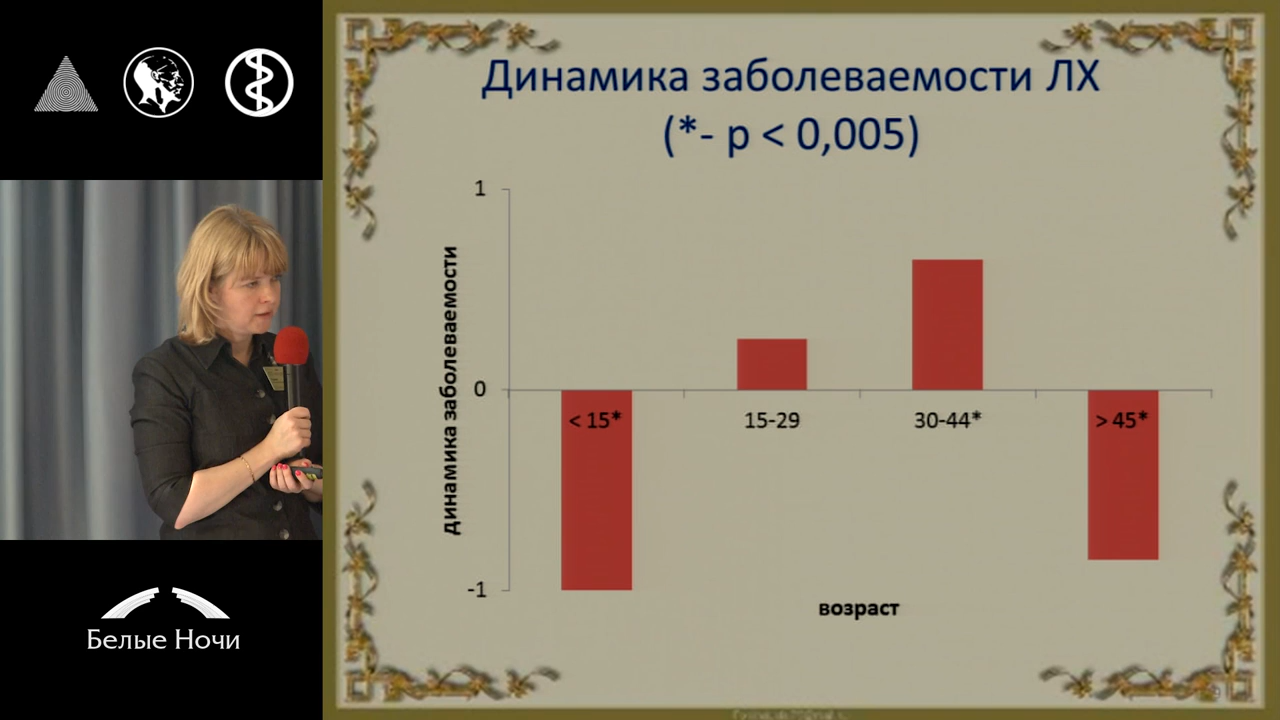 Динамика заболеваемости ЛХ
(*- p < 0,005)
1
0
-1
динамика заболеваемости
< 15*
15-29
30-44*
> 45*
возраст
Белые Ночи